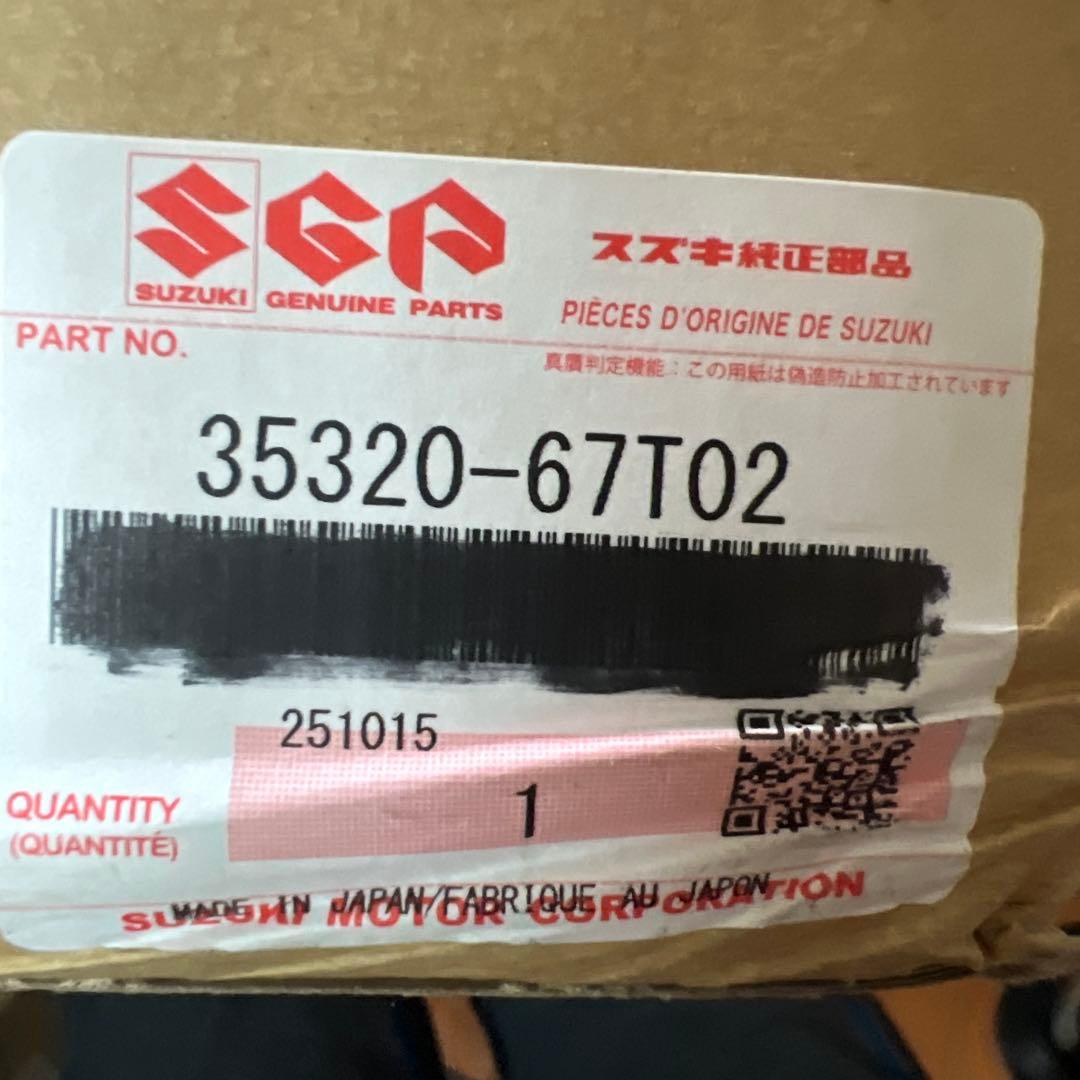 SGP
SUZUKI
GENUINE PARTS
スズキ純正部品
PIÈCES D'ORIGINE DE SUZUKI
PART NO.
真贋判定機能：この用紙は偽造防止加工されています
35320-67T02
251015
QUANTITY
(QUANTITÉ)
1
MADE IN JAPAN/FABRIQUE AU JAPON
SUZUKI MOTOR CORPORATION